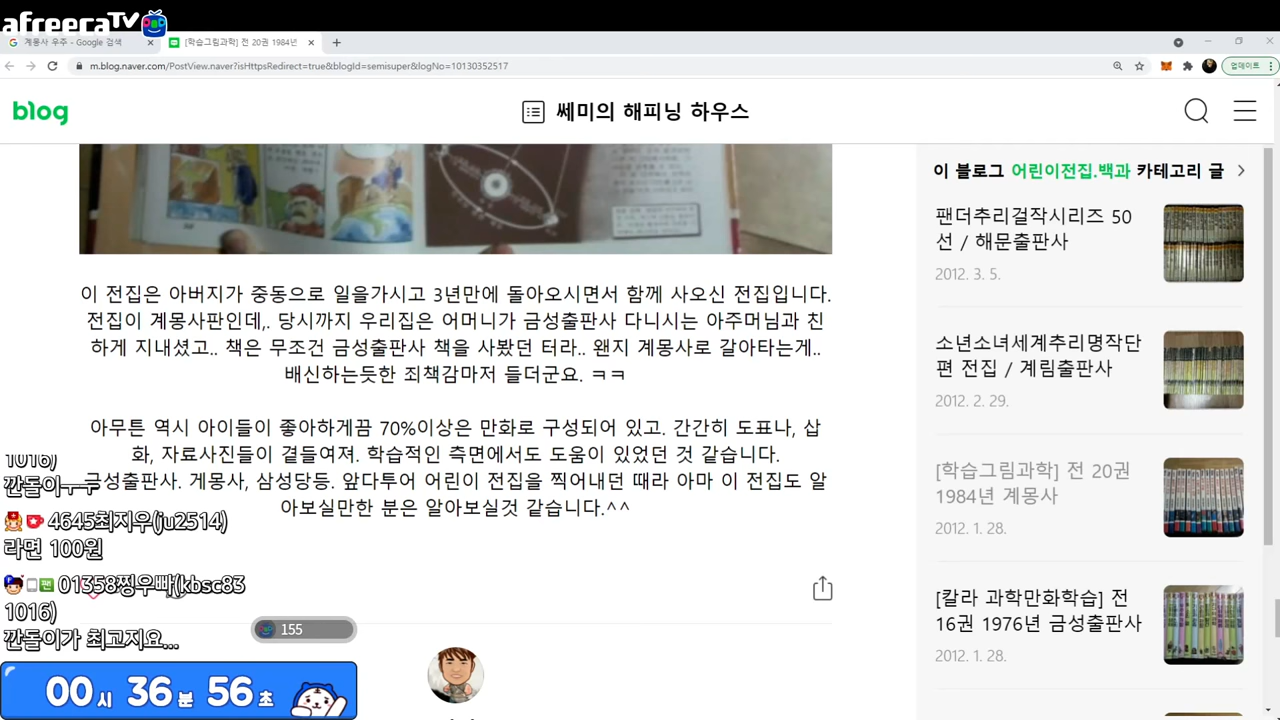 afreecaTV
계몽사 우주 - Google 검색
[학습그림과학] 전 20권 1984년
m.blog.naver.com/PostView.naver?isHttpsRedirect=true&blogId=semisuper&logNo=10130352517
업데이트
blog
쎄미의 해피닝 하우스
이 전집은 아버지가 중동으로 일을가시고 3년만에 돌아오시면서 함께 사오신 전집입니다.
전집이 계몽사판인데,. 당시까지 우리집은 어머니가 금성출판사 다니시는 아주머님과 친
하게 지내셨고.. 책은 무조건 금성출판사 책을 사봤던 터라.. 왠지 계몽사로 갈아타는게..
배신하는듯한 죄책감마저 들더군요. ㅋㅋ
아무튼 역시 아이들이 좋아하게끔 70%이상은 만화로 구성되어 있고. 간간히 도표나, 삽
화, 자료사진들이 곁들여져. 학습적인 측면에서도 도움이 있었던 것 같습니다.
금성출판사. 게몽사, 삼성당등. 앞다투어 어린이 전집을 찍어내던 때라 아마 이 전집도 알
아보실만한 분은 알아보실것 같습니다.^^
이 블로그 어린이전집.백과 카테고리 글
팬더추리걸작시리즈 50
선 / 해문출판사
2012. 3. 5.
소년소녀세계추리명작단
편 전집 / 계림출판사
2012. 2. 29.
[학습그림과학] 전 20권
1984년 계몽사
2012. 1. 28.
[칼라 과학만화학습] 전
16권 1976년 금성출판사
2012. 1. 28.
1016)
깐돌이ㅜㅜ
4645최지우(ju2514)
라면 100원
팬 01358찡우빠(kbsc83
1016)
깐돌이가 최고지요...
155
00시 36분 56초